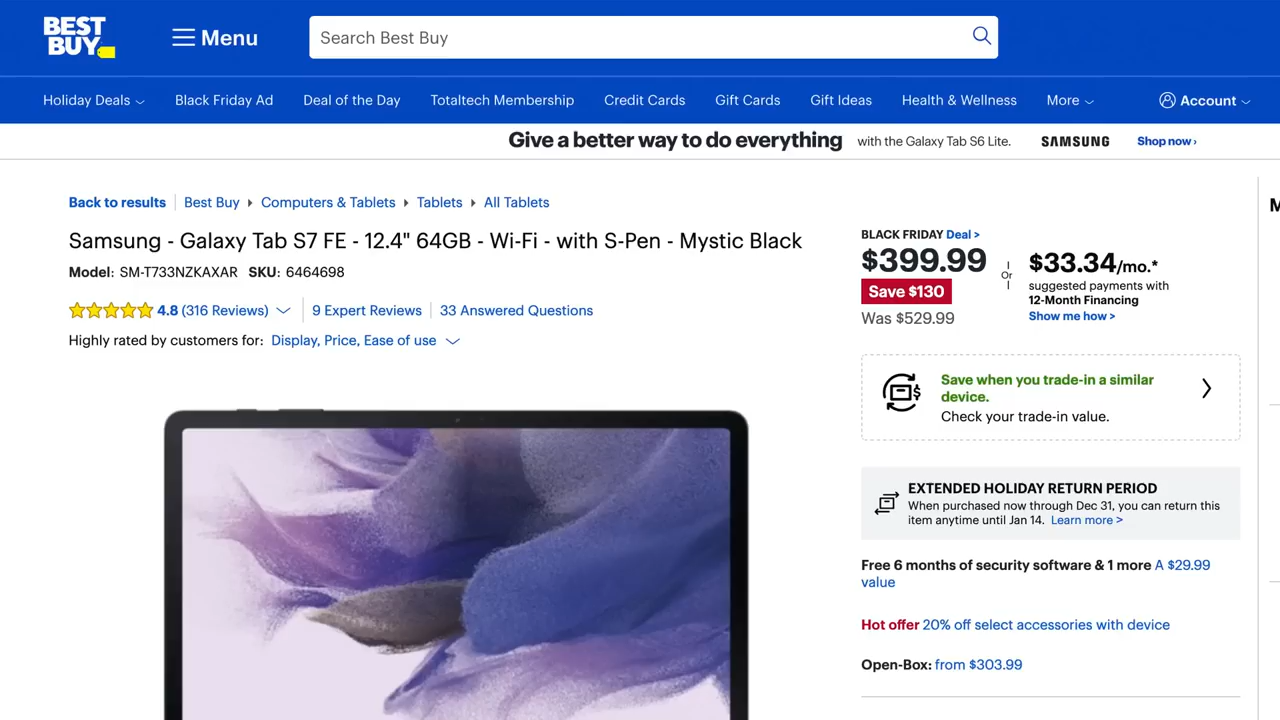 BEST
BUY
Menu
Search Best Buy
Holiday Deals
Black Friday Ad
Deal of the Day
Totaltech Membership
Credit Cards
Gift Cards
Gift Ideas
Health & Wellness
More
Account
Give a better way to do everything with the Galaxy Tab S6 Lite. SAMSUNG Shop now ›
Back to results
Best Buy
Computers & Tablets
Tablets
All Tablets
Samsung - Galaxy Tab S7 FE - 12.4" 64GB - Wi-Fi - with S-Pen - Mystic Black
Model: SM-T733NZKAXAR SKU: 6464698
4.8 (316 Reviews)
9 Expert Reviews
33 Answered Questions
Highly rated by customers for: Display, Price, Ease of use
BLACK FRIDAY Deal >
$399.99
Save $130
Was $529.99
Or
$33.34/mo.*
suggested payments with
12-Month Financing
Show me how >
Save when you trade-in a similar
device.
Check your trade-in value.
EXTENDED HOLIDAY RETURN PERIOD
When purchased now through Dec 31, you can return this
item anytime until Jan 14. Learn more >
Free 6 months of security software & 1 more A $29.99
value
Hot offer 20% off select accessories with device
Open-Box: from $303.99